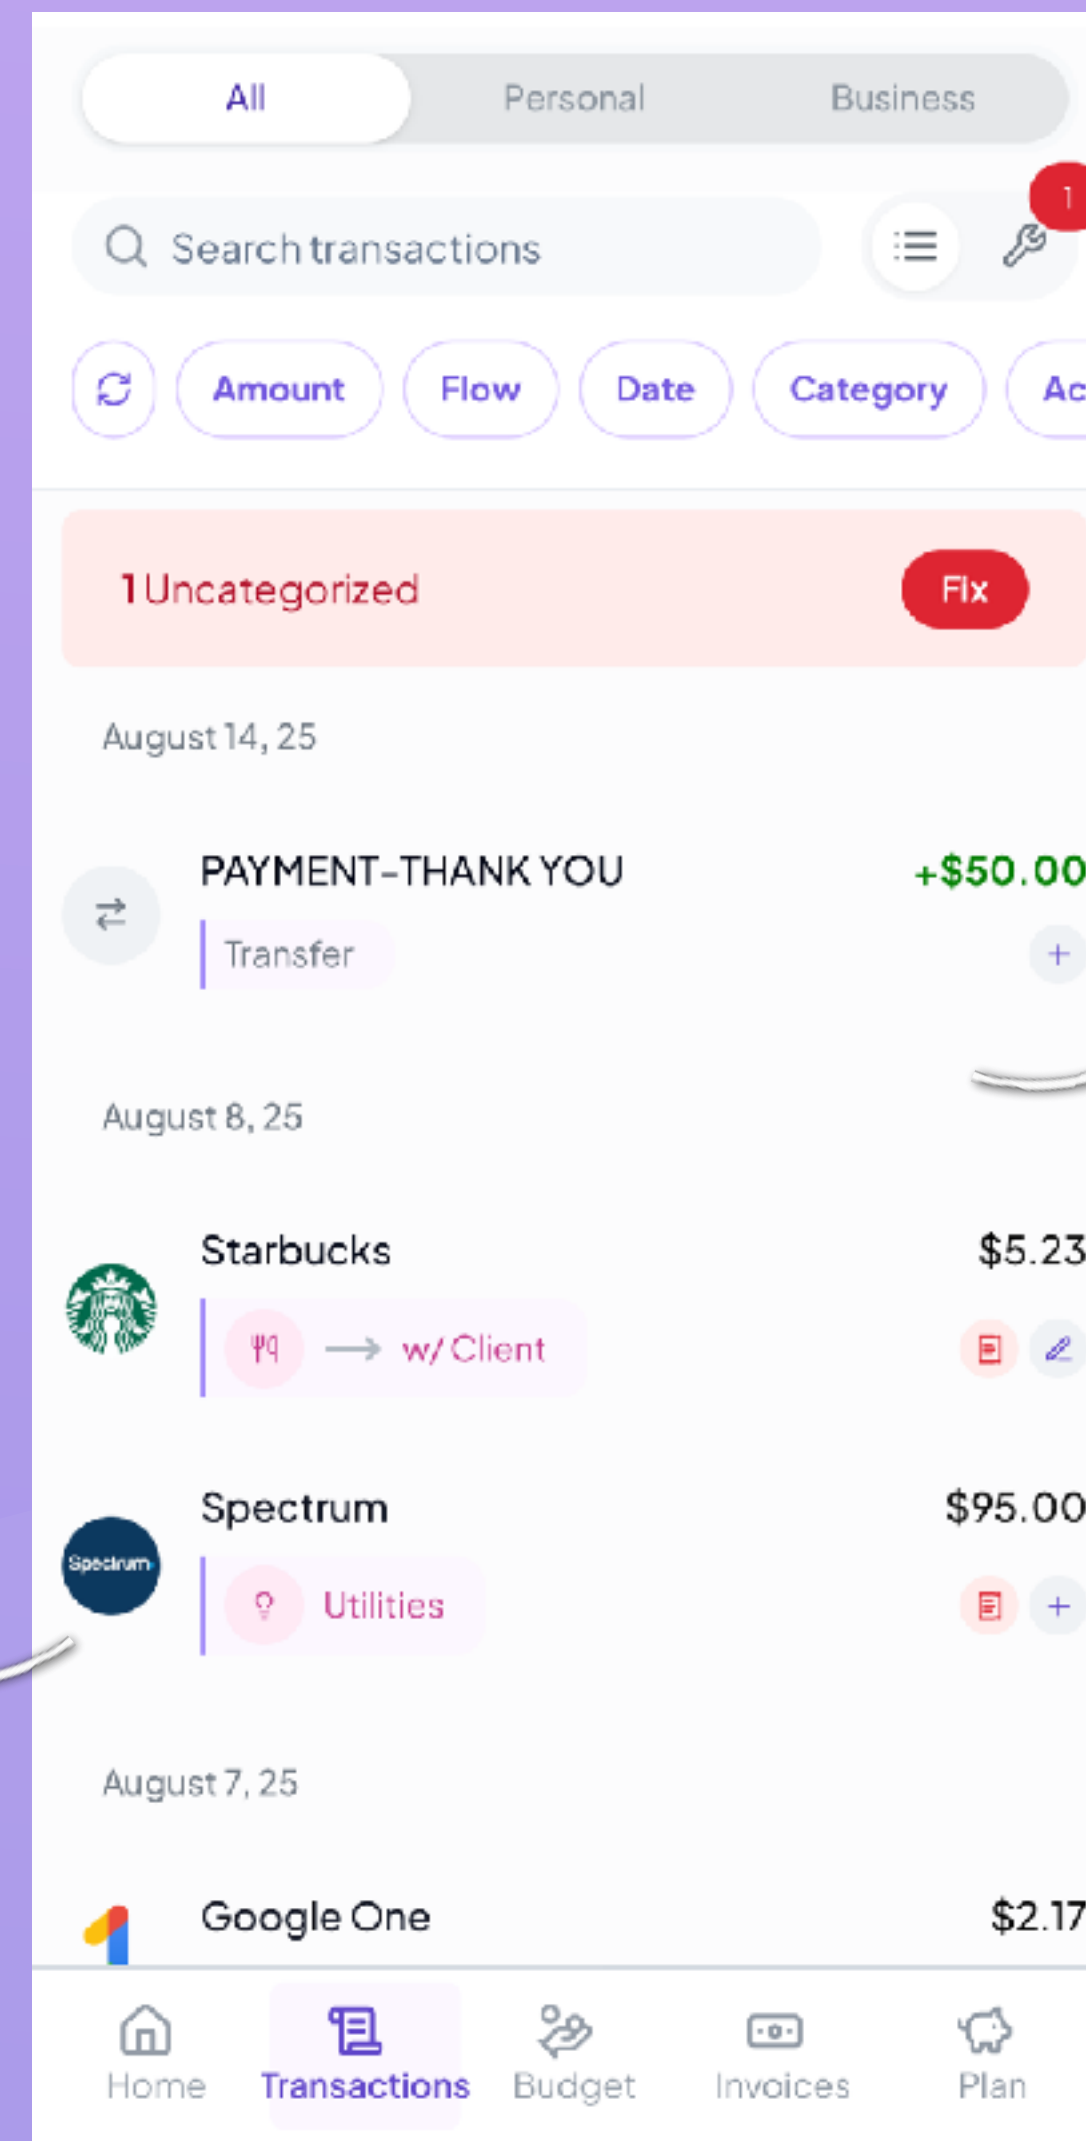 All Personal Business
1
Search transactions
Amount Flow Date Category Ac
1 Uncategorized Fix
August 14, 25
PAYMENT-THANK YOU +$50.00
Transfer
August 8, 25
Starbucks $5.23
w/ Client
Spectrum $95.00
Spectrum
Utilities
August 7, 25
Google One $2.17
Home Transactions Budget Invoices Plan